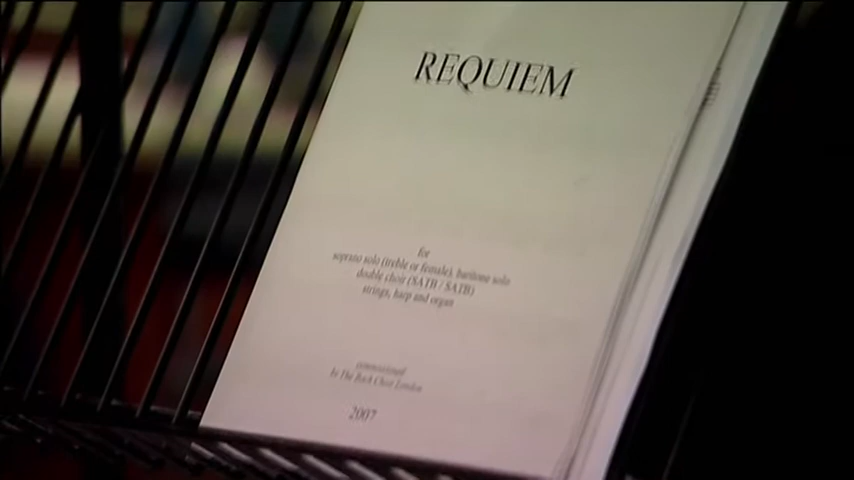 REQUIEM
for
soprano solo (treble or female), baritone solo
double choir (SATB / SATB)
strings, harp and organ
commissioned
by The Bach Choir London
2007